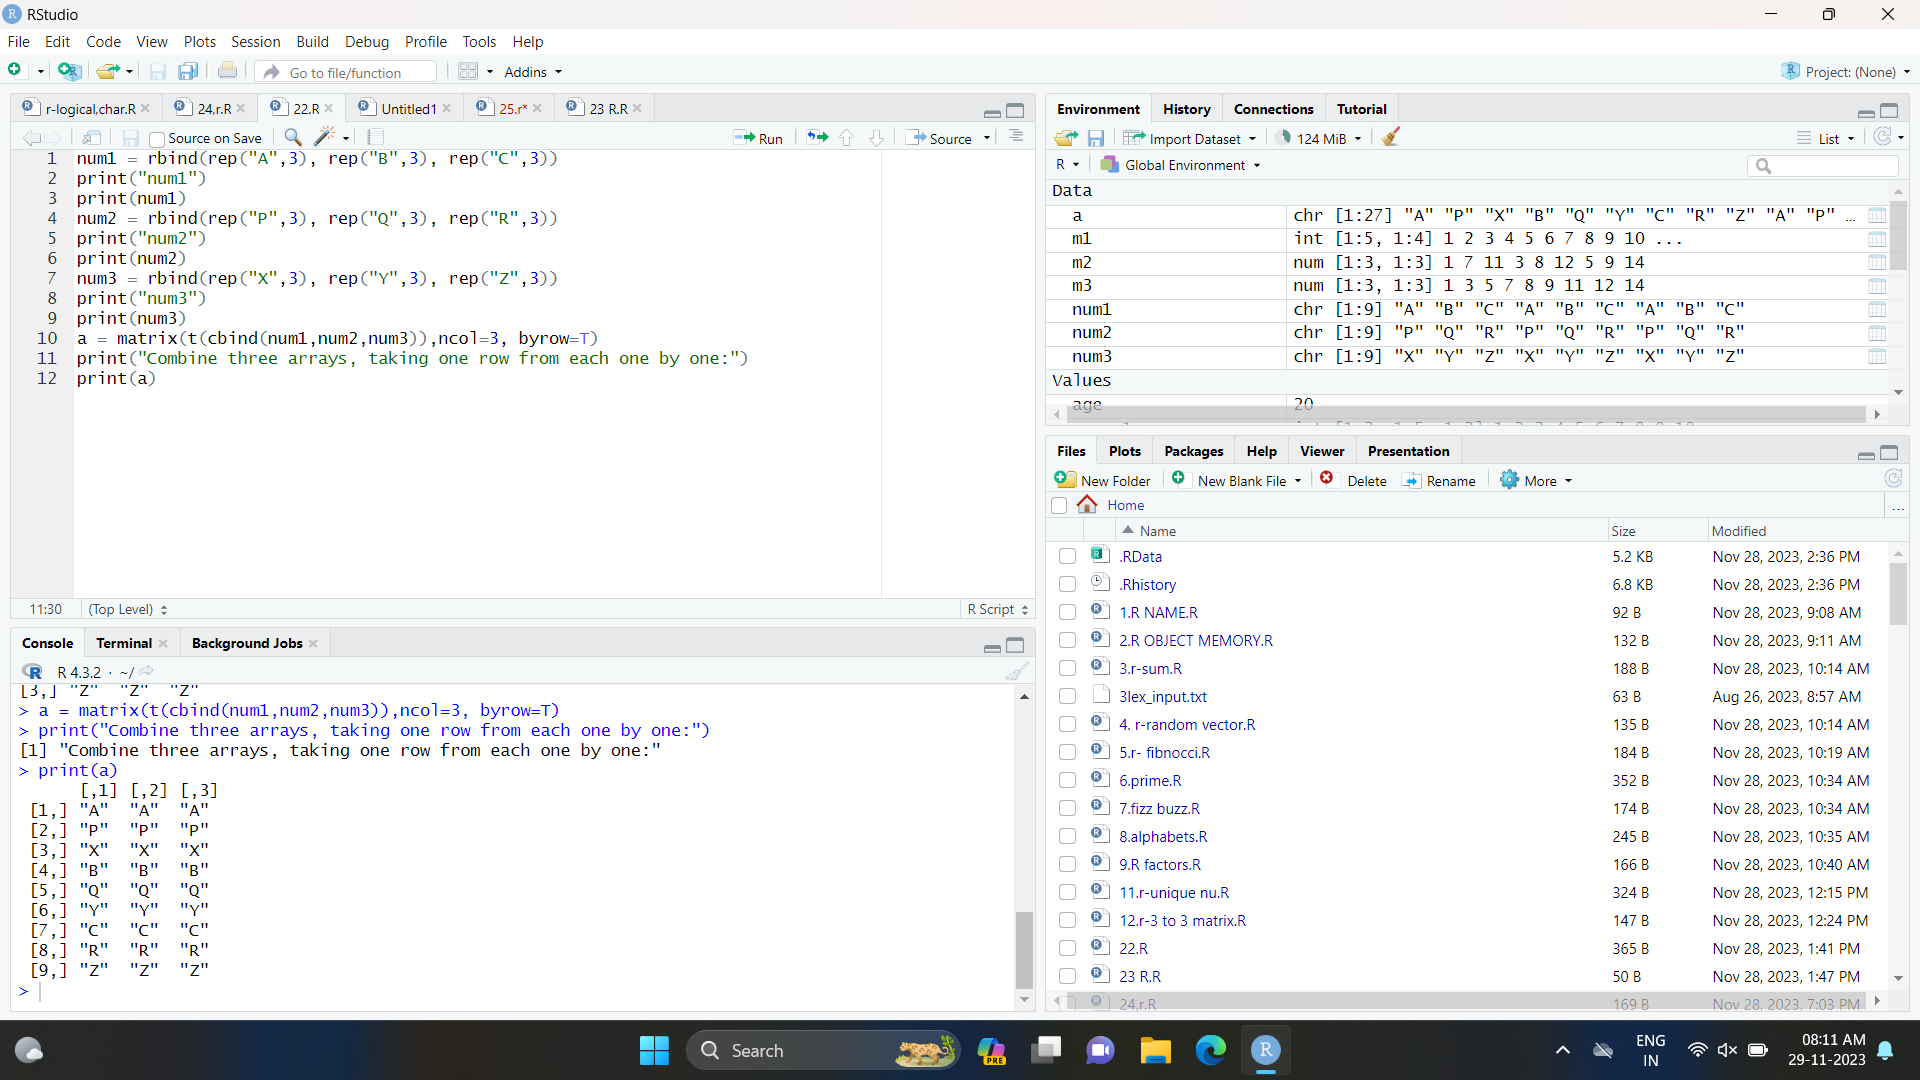 RStudio
File Edit Code View Plots Session Build Debug Profile Tools Help
Go to file/function Addins Project: (None)
r-logical,char.R 24,r.R 22.R Untitled1 25.r* 23 R.R
Source on Save Run Source
1 num1 = rbind(rep("A",3), rep("B",3), rep("C",3))
2 print("num1")
3 print(num1)
4 num2 = rbind(rep("P",3), rep("Q",3), rep("R",3))
5 print("num2")
6 print(num2)
7 num3 = rbind(rep("X",3), rep("Y",3), rep("Z",3))
8 print("num3")
9 print(num3)
10 a = matrix(t(cbind(num1,num2,num3)),ncol=3, byrow=T)
11 print("Combine three arrays, taking one row from each one by one:")
12 print(a)
11:30 (Top Level) R Script
Console Terminal Background Jobs
R 4.3.2 · ~/
[3,] "Z" "Z" "Z"
> a = matrix(t(cbind(num1,num2,num3)),ncol=3, byrow=T)
> print("Combine three arrays, taking one row from each one by one:")
[1] "Combine three arrays, taking one row from each one by one:"
> print(a)
[,1] [,2] [,3]
[1,] "A" "A" "A"
[2,] "P" "P" "P"
[3,] "X" "X" "X"
[4,] "B" "B" "B"
[5,] "Q" "Q" "Q"
[6,] "Y" "Y" "Y"
[7,] "C" "C" "C"
[8,] "R" "R" "R"
[9,] "Z" "Z" "Z"
>
Environment History Connections Tutorial
Import Dataset 124 MiB List
R Global Environment
Data
a chr [1:27] "A" "P" "X" "B" "Q" "Y" "C" "R" "Z" "A" "P" …
m1 int [1:5, 1:4] 1 2 3 4 5 6 7 8 9 10 ...
m2 num [1:3, 1:3] 1 7 11 3 8 12 5 9 14
m3 num [1:3, 1:3] 1 3 5 7 8 9 11 12 14
num1 chr [1:9] "A" "B" "C" "A" "B" "C" "A" "B" "C"
num2 chr [1:9] "P" "Q" "R" "P" "Q" "R" "P" "Q" "R"
num3 chr [1:9] "X" "Y" "Z" "X" "Y" "Z" "X" "Y" "Z"
Values
age 20
Files Plots Packages Help Viewer Presentation
New Folder New Blank File Delete Rename More
Home ...
Name Size Modified
.RData 5.2 KB Nov 28, 2023, 2:36 PM
.Rhistory 6.8 KB Nov 28, 2023, 2:36 PM
1.R NAME.R 92 B Nov 28, 2023, 9:08 AM
2.R OBJECT MEMORY.R 132 B Nov 28, 2023, 9:11 AM
3.r-sum.R 188 B Nov 28, 2023, 10:14 AM
3lex_input.txt 63 B Aug 26, 2023, 8:57 AM
4. r-random vector.R 135 B Nov 28, 2023, 10:14 AM
5.r- fibnocci.R 184 B Nov 28, 2023, 10:19 AM
6.prime.R 352 B Nov 28, 2023, 10:34 AM
7.fizz buzz.R 174 B Nov 28, 2023, 10:34 AM
8.alphabets.R 245 B Nov 28, 2023, 10:35 AM
9.R factors.R 166 B Nov 28, 2023, 10:40 AM
11.r-unique nu.R 324 B Nov 28, 2023, 12:15 PM
12.r-3 to 3 matrix.R 147 B Nov 28, 2023, 12:24 PM
22.R 365 B Nov 28, 2023, 1:41 PM
23 R.R 50 B Nov 28, 2023, 1:47 PM
24,r.R 169 B Nov 28, 2023, 7:03 PM
Search PRE R
ENG IN
08:11 AM
29-11-2023